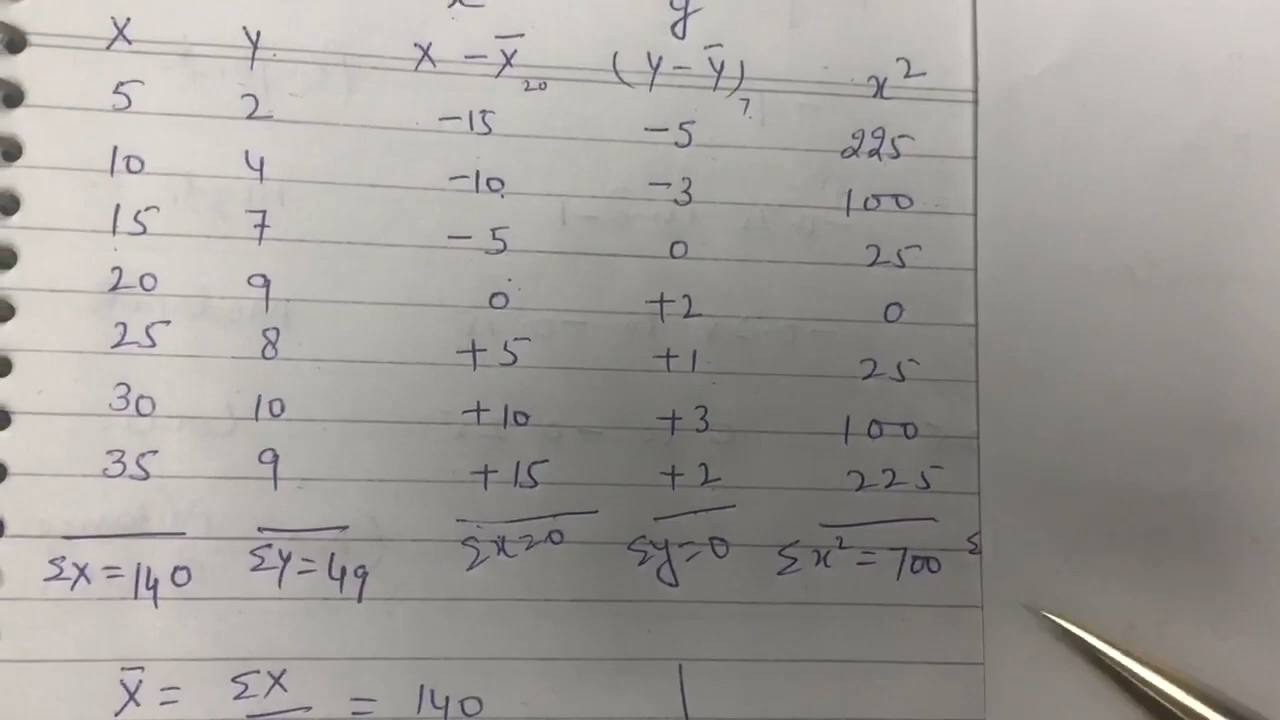 y
X Y X - X̄ 20 (Y - Ȳ) 7 x²
5 2 -15 -5 225
10 4 -10 -3 100
15 7 -5 0 25
20 9 0 +2 0
25 8 +5 +1 25
30 10 +10 +3 100
35 9 +15 +2 225
ΣX = 140 ΣY = 49 Σx=0 Σy=0 Σx² = 700 Σ
X̄ = ΣX = 140